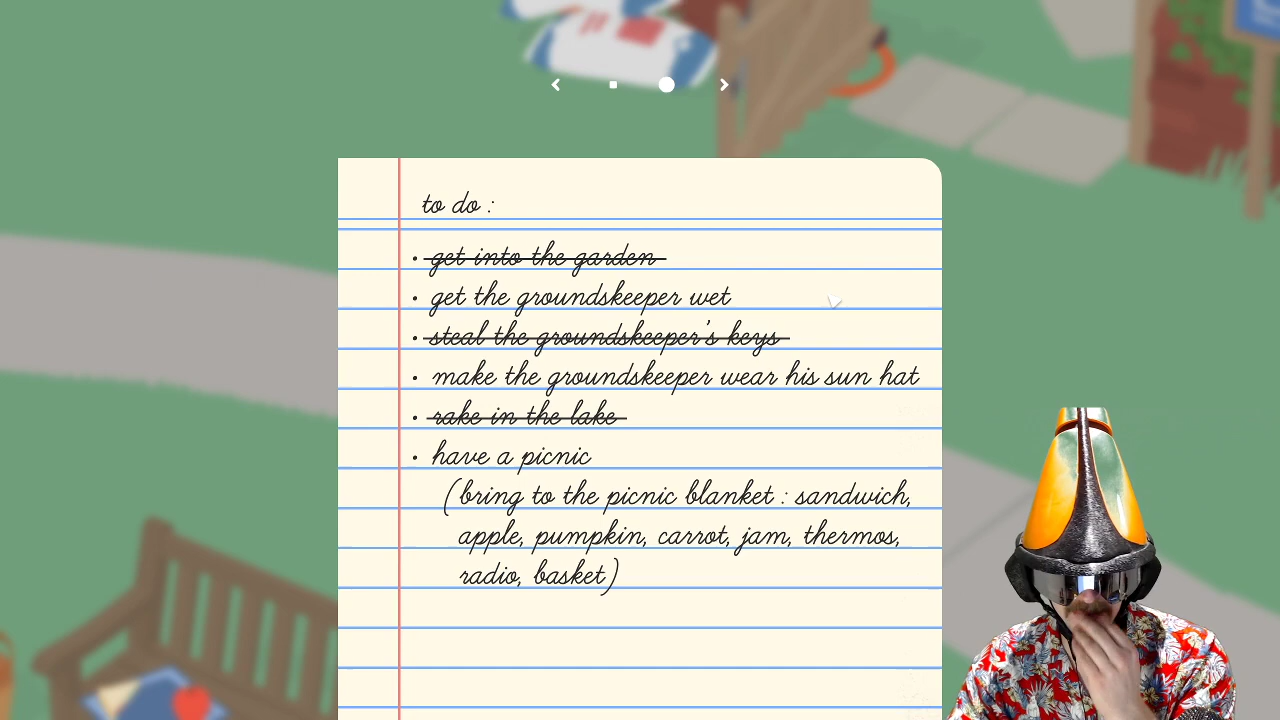 to do :
• get into the garden
• get the groundskeeper wet
• steal the groundskeeper's keys
• make the groundskeeper wear his sun hat
• rake in the lake
• have a picnic
(bring to the picnic blanket : sandwich,
apple, pumpkin, carrot, jam, thermos,
radio, basket)